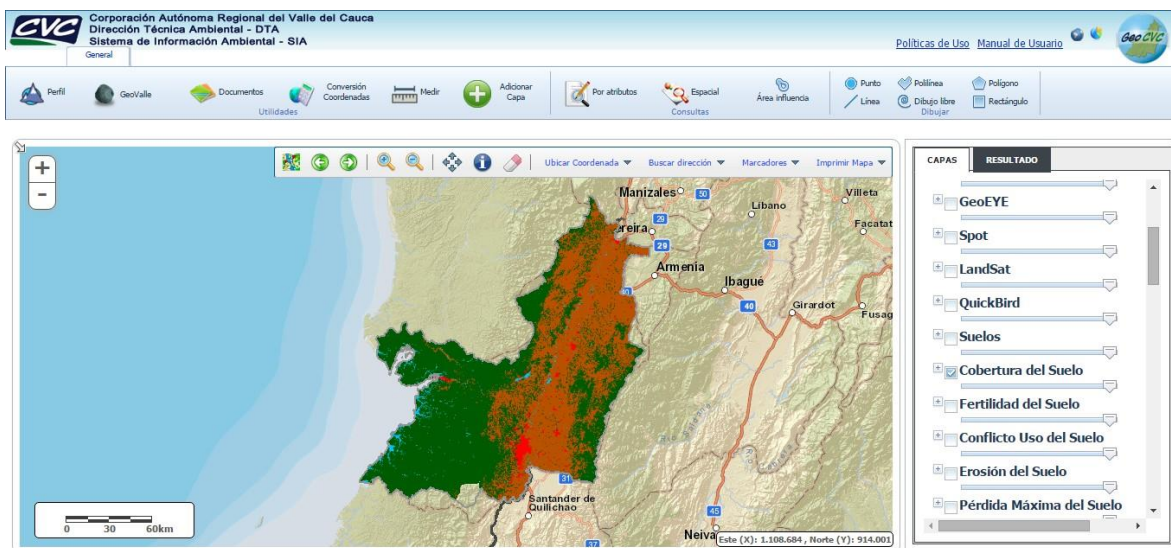 CVC
Corporación Autónoma Regional del Valle del Cauca
Dirección Técnica Ambiental - DTA
Sistema de Información Ambiental - SIA
General
Políticas de Uso Manual de Usuario
Geo CVC
Perfil
GeoValle
Documentos
Conversión Coordenadas
Medir
Adicionar Capa
Utilidades
Por atributos
Espacial
Área influencia
Consultas
Punto
Polilínea
Polígono
Línea
Dibujo libre
Rectángulo
Dibujar
+
-
Ubicar Coordenada
Buscar dirección
Marcadores
Imprimir Mapa
Manizales
50
Líbano
Villeta
29
ereira
Facatat
29
43
Armenia
Ibagué
40
Girardot
Fusag
31
Santander de Quilichao
45
Neiva
37
0 30 60km
Este (X): 1.108.684 , Norte (Y): 914.001
CAPAS
RESULTADO
GeoEYE
Spot
LandSat
QuickBird
Suelos
Cobertura del Suelo
Fertilidad del Suelo
Conflicto Uso del Suelo
Erosión del Suelo
Pérdida Máxima del Suelo